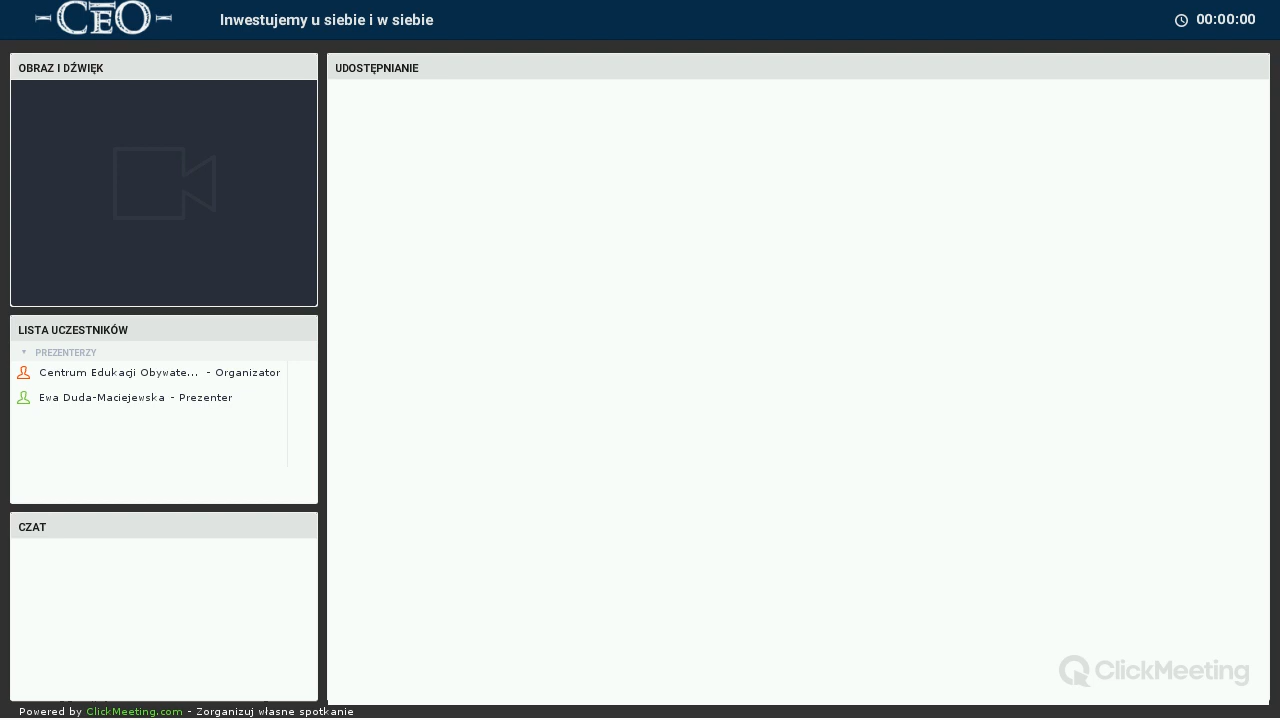 CEO
Inwestujemy u siebie i w siebie
00:00:00
OBRAZ I DŹWIĘK
UDOSTĘPNIANIE
LISTA UCZESTNIKÓW
PREZENTERZY
Centrum Edukacji Obywate... - Organizator
Ewa Duda-Maciejewska - Prezenter
CZAT
ClickMeeting
Powered by ClickMeeting.com - Zorganizuj własne spotkanie